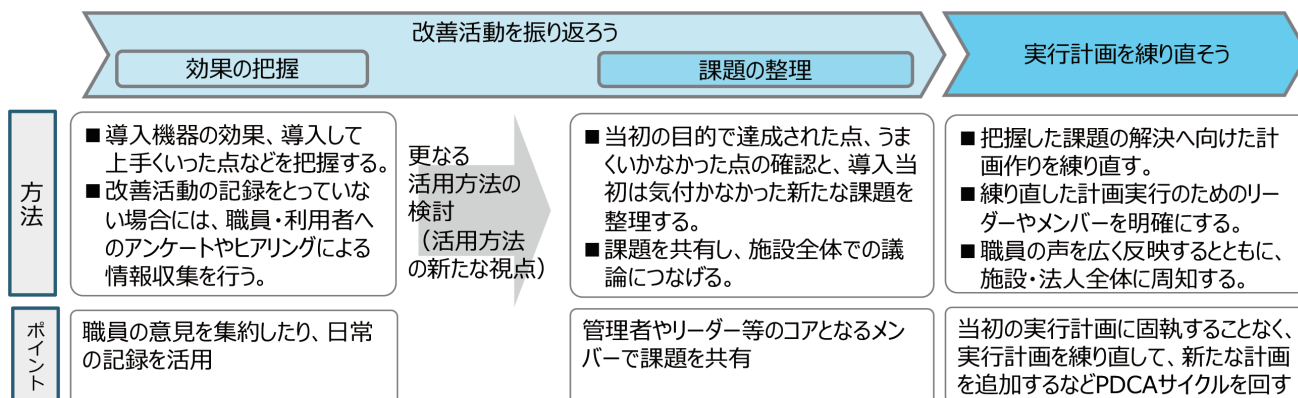 改善活動を振り返ろう
効果の把握
課題の整理
実行計画を練り直そう
方法
■導入機器の効果、導入して
上手くいった点などを把握する。
■改善活動の記録をとっていな
い場合には、職員・利用者へ
のアンケートやヒアリングによる
情報収集を行う。
更なる
活用方法の
検討
(活用方法
の新たな視点)
■当初の目的で達成された点、うま
くいかなかった点の確認と、導入当
初は気付かなかった新たな課題を
整理する。
■課題を共有し、施設全体での議
論につなげる。
■把握した課題の解決へ向けた計
画作りを練り直す。
■練り直した計画実行のためのリー
ダーやメンバーを明確にする。
■職員の声を広く反映するとともに、
施設・法人全体に周知する。
ポイント
職員の意見を集約したり、日常
の記録を活用
管理者やリーダー等のコアとなるメン
バーで課題を共有
当初の実行計画に固執することなく、
実行計画を練り直して、新たな計画
を追加するなどPDCAサイクルを回す